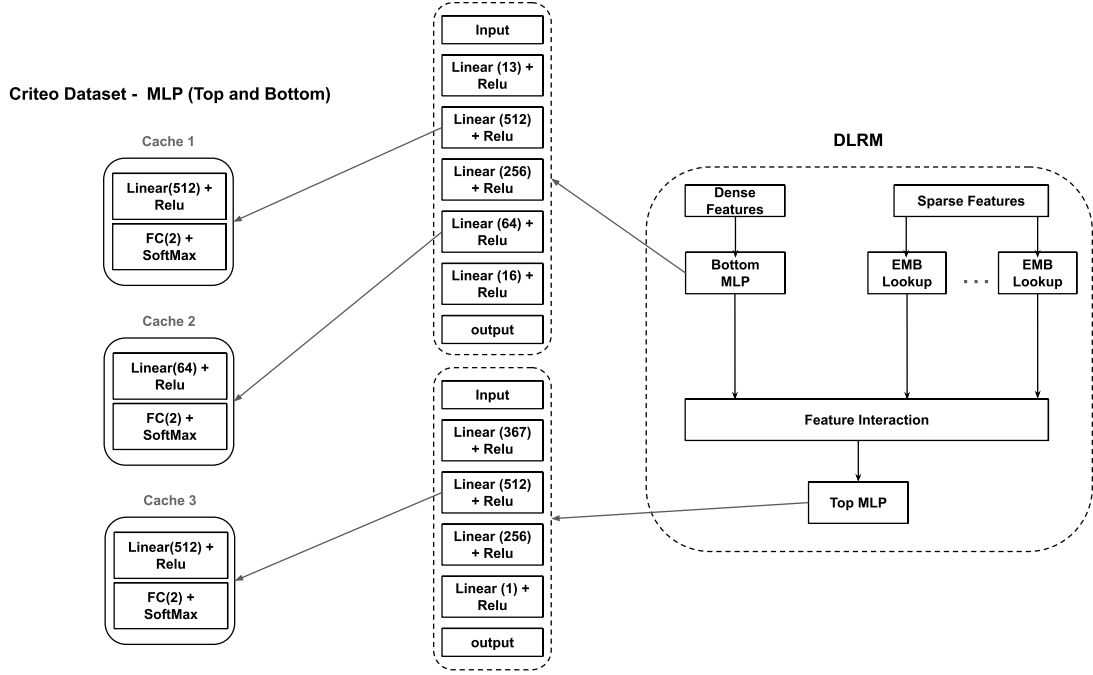 Criteo Dataset - MLP (Top and Bottom)
Cache 1
Linear(512) +
Relu
FC(2) +
SoftMax
Cache 2
Linear(64) +
Relu
FC(2) +
SoftMax
Cache 3
Linear(512) +
Relu
FC(2) +
SoftMax
Input
Linear (13) +
Relu
Linear (512)
+ Relu
Linear (256)
+ Relu
Linear (64)
+ Relu
Linear (16)
+ Relu
output
Input
Linear (367)
+ Relu
Linear (512)
+ Relu
Linear (256)
+ Relu
Linear (1) +
Relu
output
DLRM
Dense
Features
Sparse Features
Bottom
MLP
EMB
Lookup
...
EMB
Lookup
Feature Interaction
Top MLP